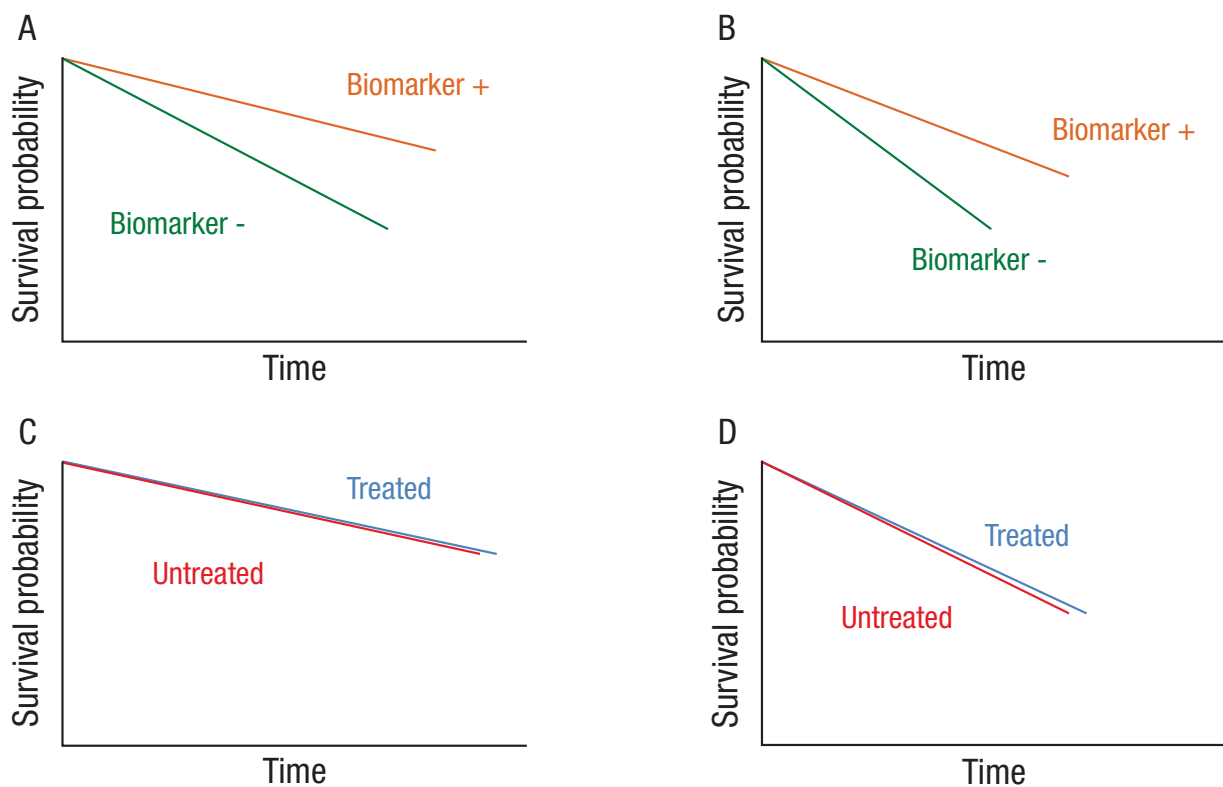 A
Survival probability
Biomarker +
Biomarker -
Time
B
Survival probability
Biomarker +
Biomarker -
Time
C
Survival probability
Treated
Untreated
Time
D
Survival probability
Treated
Untreated
Time